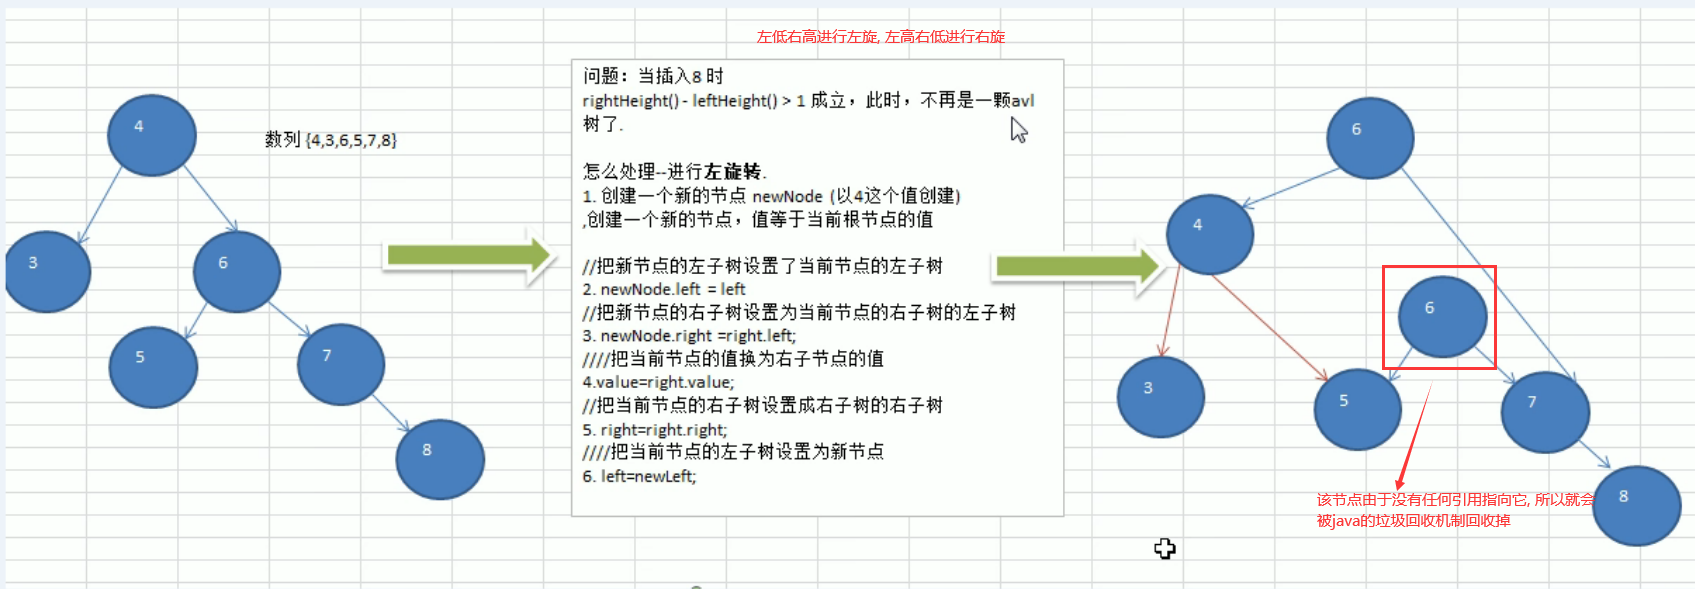 左低右高进行左旋, 左高右低进行右旋
4
数列 {4,3,6,5,7,8}
3
6
5
7
8
问题：当插入8 时
rightHeight() - leftHeight() > 1 成立，此时，不再是一颗avl
树了.
怎么处理--进行左旋转.
1. 创建一个新的节点 newNode (以4这个值创建)
,创建一个新的节点，值等于当前根节点的值
//把新节点的左子树设置了当前节点的左子树
2. newNode.left = left
//把新节点的右子树设置为当前节点的右子树的左子树
3. newNode.right =right.left;
////把当前节点的值换为右子节点的值
4.value=right.value;
//把当前节点的右子树设置成右子树的右子树
5. right=right.right;
////把当前节点的左子树设置为新节点
6. left=newLeft;
6
4
6
3
5
7
8
该节点由于没有任何引用指向它, 所以就会
被java的垃圾回收机制回收掉